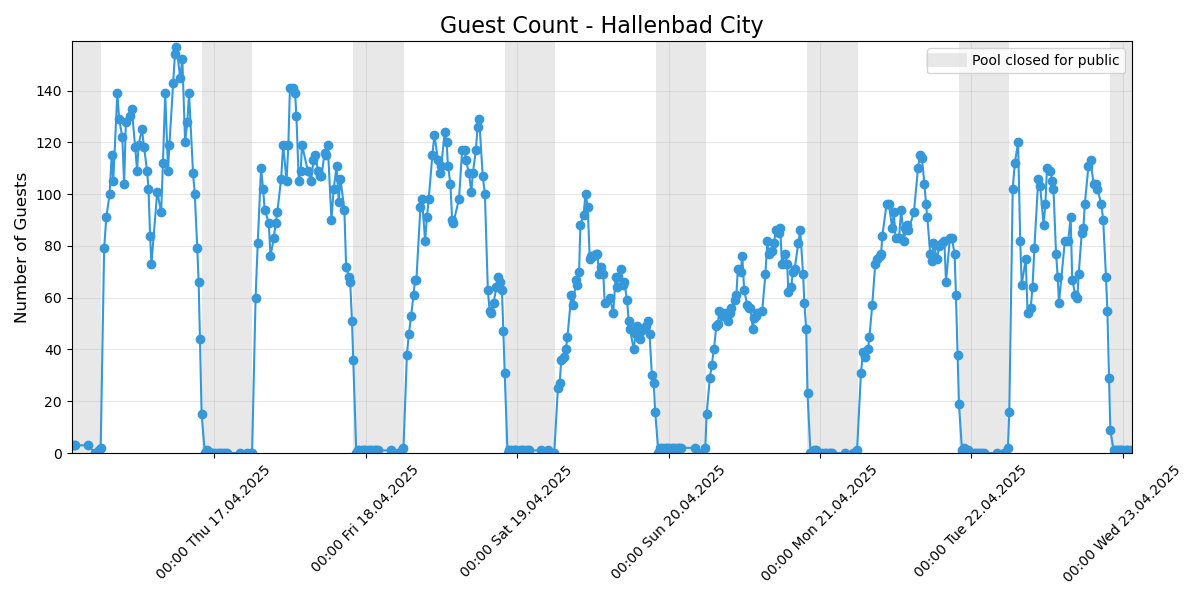 Guest Count - Hallenbad City
Pool closed for public
Number of Guests
140
120
100
80
60
40
20
0
00:00 Thu 17.04.2025
00:00 Fri 18.04.2025
00:00 Sat 19.04.2025
00:00 Sun 20.04.2025
00:00 Mon 21.04.2025
00:00 Tue 22.04.2025
00:00 Wed 23.04.2025